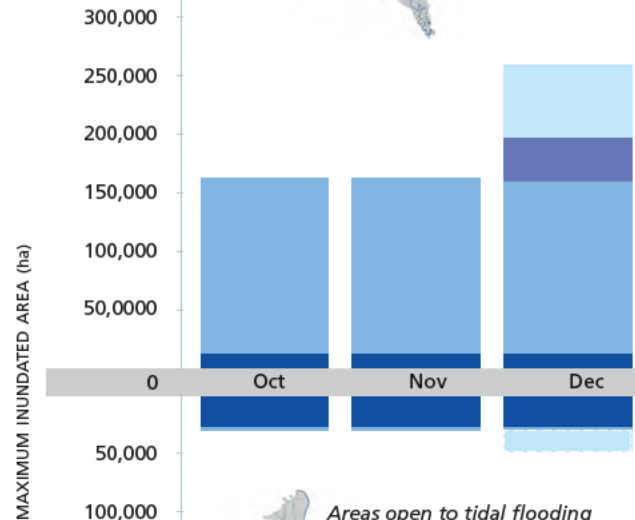 300,000
250,000
200,000
150,000
100,000
50,0000
0
Oct
Nov
Dec
50,000
100,000
MAXIMUM INUNDATED AREA (ha)
Areas open to tidal flooding